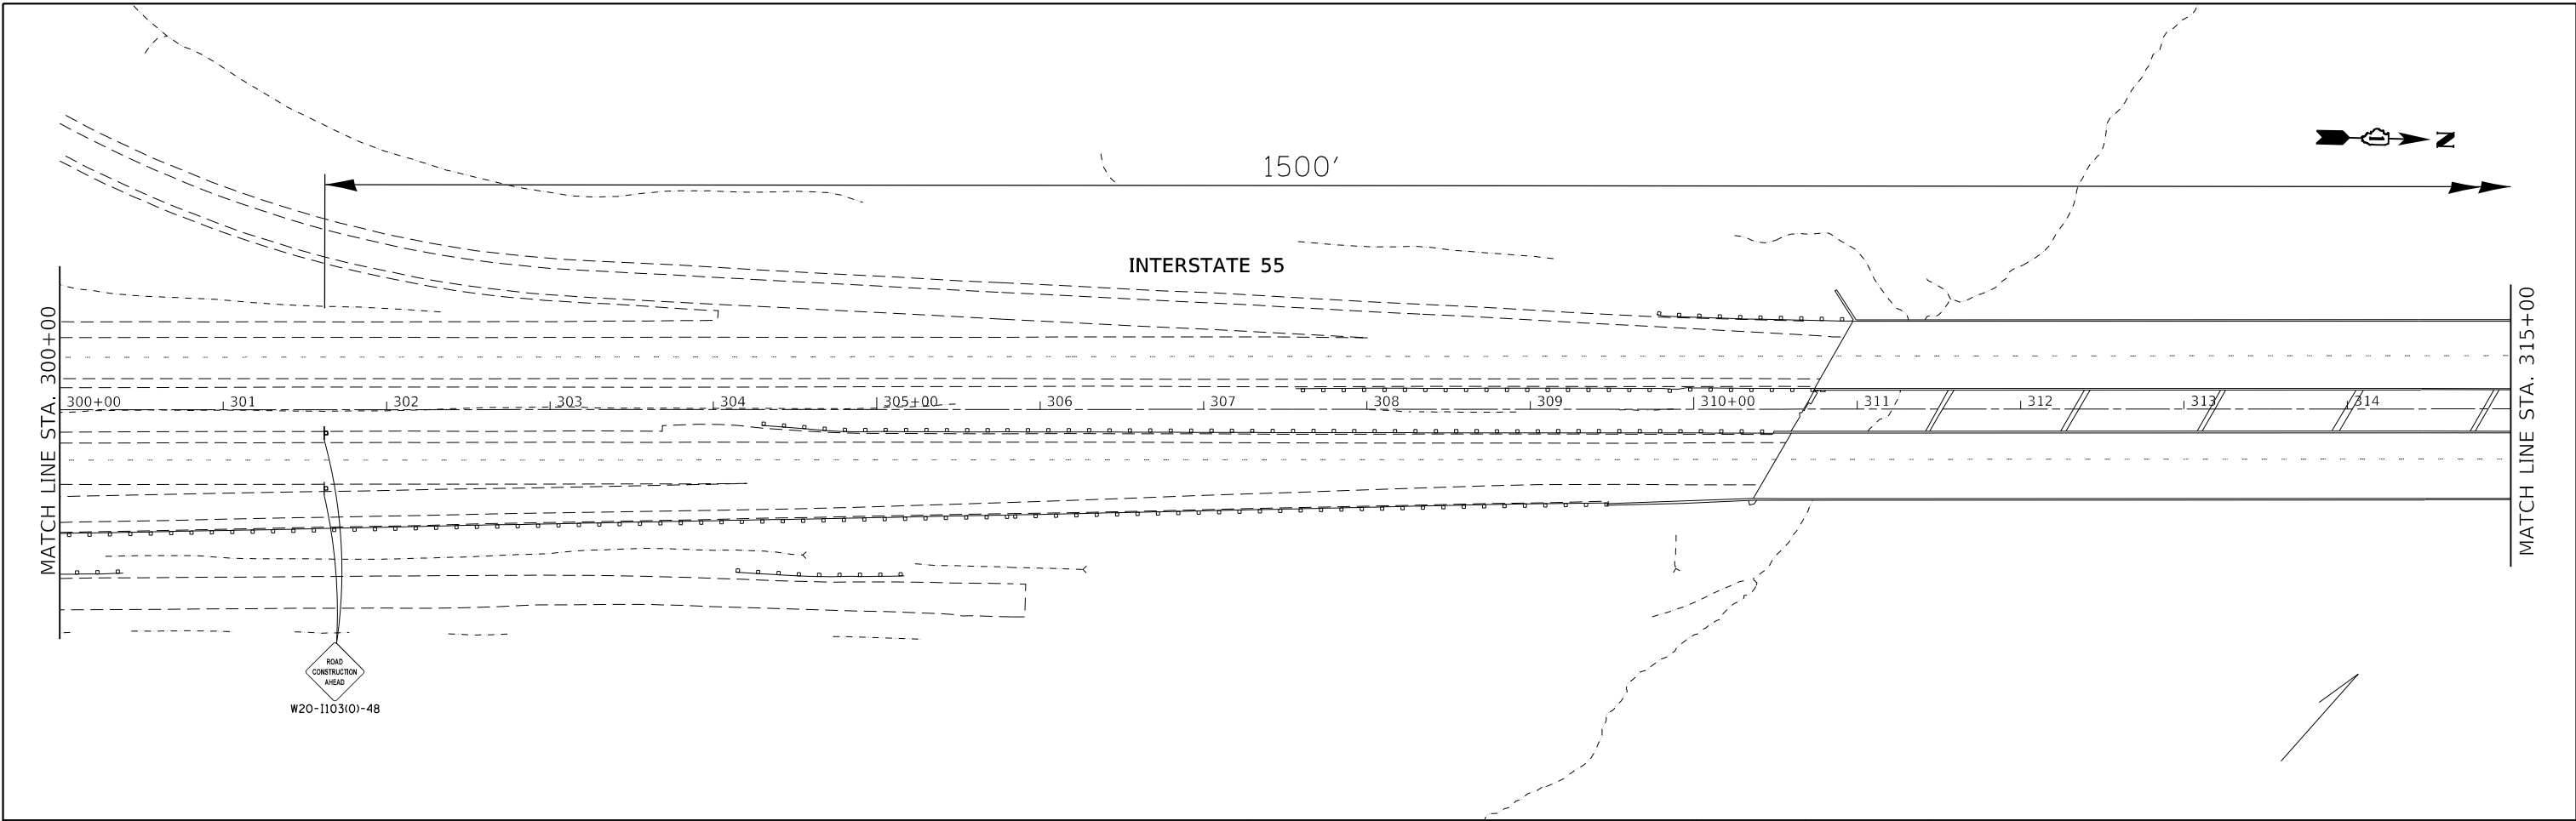 1500'
N
INTERSTATE 55
MATCH LINE STA. 300+00
MATCH LINE STA. 315+00
300+00 301 302 303 304 305+00 306 307 308 309 310+00 311 312 313 314
ROAD
CONSTRUCTION
AHEAD
W20-I103(0)-48